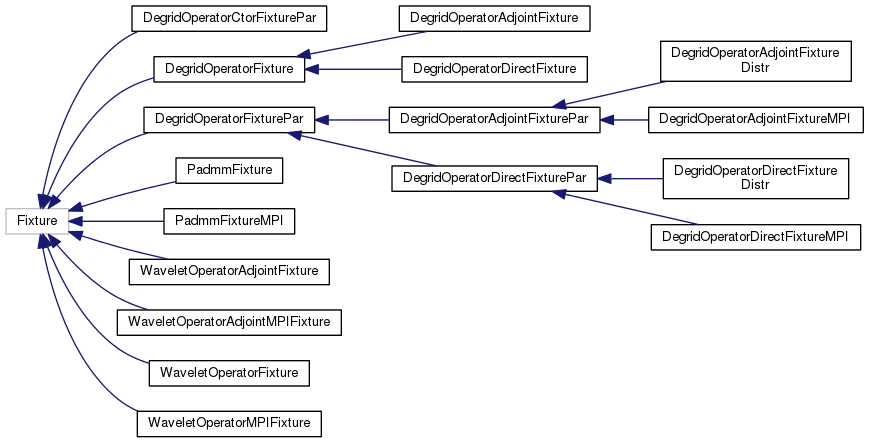 DegridOperatorCtorFixturePar
DegridOperatorAdjointFixture
DegridOperatorFixture
DegridOperatorDirectFixture
DegridOperatorAdjointFixture
Distr
DegridOperatorFixturePar
DegridOperatorAdjointFixturePar
DegridOperatorAdjointFixtureMPI
PadmmFixture
DegridOperatorDirectFixturePar
DegridOperatorDirectFixture
Distr
Fixture
PadmmFixtureMPI
DegridOperatorDirectFixtureMPI
WaveletOperatorAdjointFixture
WaveletOperatorAdjointMPIFixture
WaveletOperatorFixture
WaveletOperatorMPIFixture